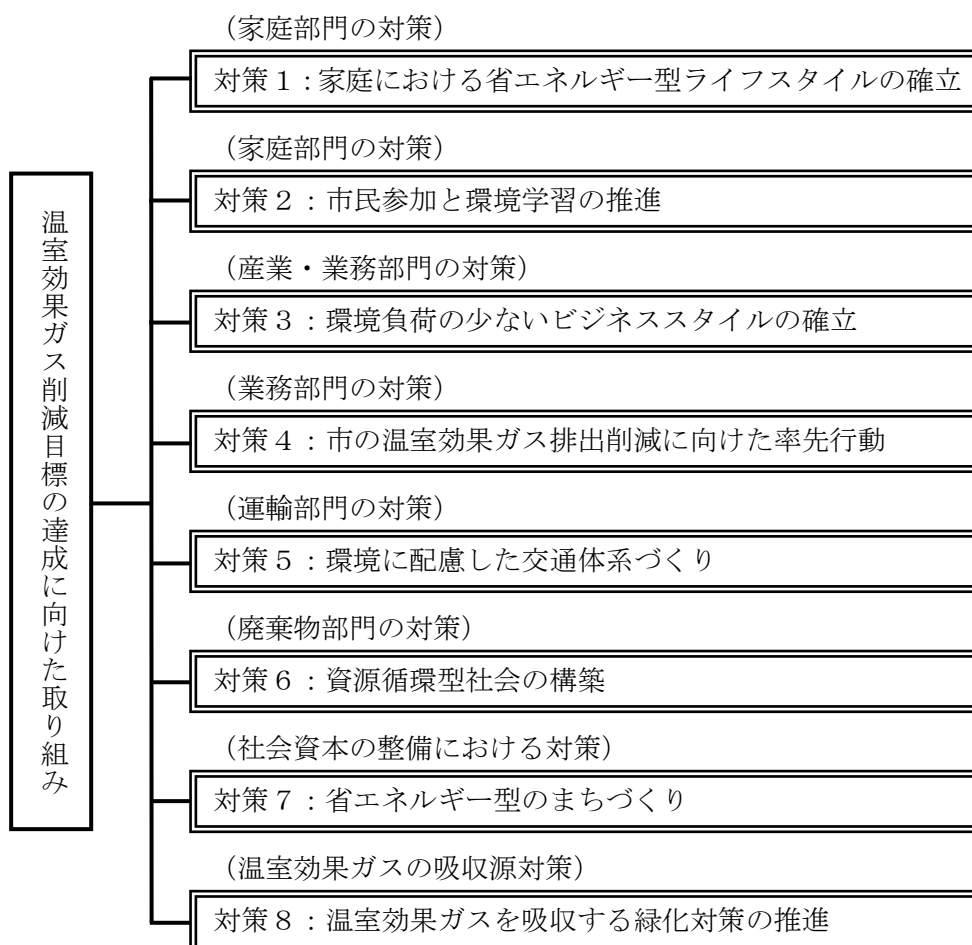 温室効果ガス削減目標の達成に向けた取り組み
（家庭部門の対策）
対策１：家庭における省エネルギー型ライフスタイルの確立
（家庭部門の対策）
対策２：市民参加と環境学習の推進
（産業・業務部門の対策）
対策３：環境負荷の少ないビジネススタイルの確立
（業務部門の対策）
対策４：市の温室効果ガス排出削減に向けた率先行動
（運輸部門の対策）
対策５：環境に配慮した交通体系づくり
（廃棄物部門の対策）
対策６：資源循環型社会の構築
（社会資本の整備における対策）
対策７：省エネルギー型のまちづくり
（温室効果ガスの吸収源対策）
対策８：温室効果ガスを吸収する緑化対策の推進